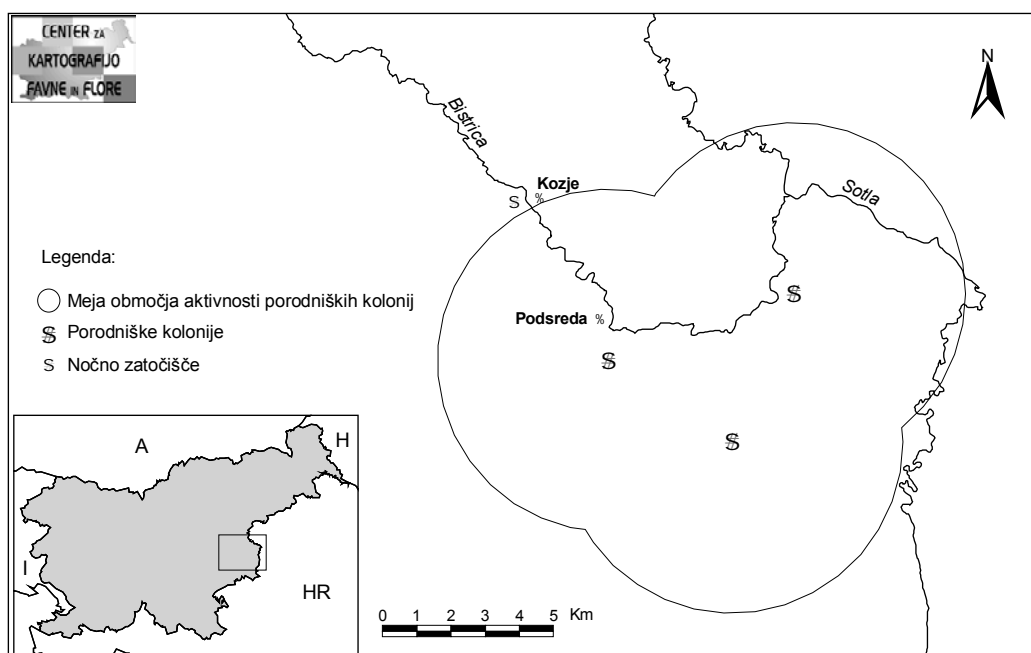 CENTER ZA
KARTOGRAFIJO
FAVNE IN FLORE
N
Bistrica
Kozje
%
S
Sotla
Legenda:
Meja območja aktivnosti porodniških kolonij
S Porodniške kolonije
S Nočno zatočišče
Podsreda %
S
S
S
A
H
I
HR
0 1 2 3 4 5 Km